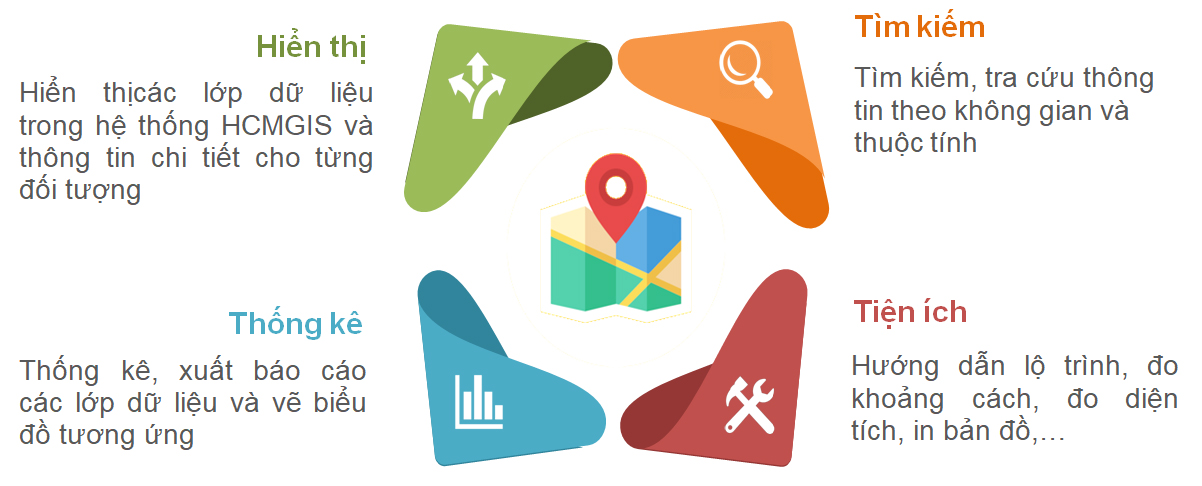 Hiển thị
Hiển thịcác lớp dữ liệu
trong hệ thống HCMGIS và
thông tin chi tiết cho từng
đối tượng
Tìm kiếm
Tìm kiếm, tra cứu thông
tin theo không gian và
thuộc tính
Thống kê
Thống kê, xuất báo cáo
các lớp dữ liệu và vẽ biểu
đồ tương ứng
Tiện ích
Hướng dẫn lộ trình, đo
khoảng cách, đo diện
tích, in bản đồ,...